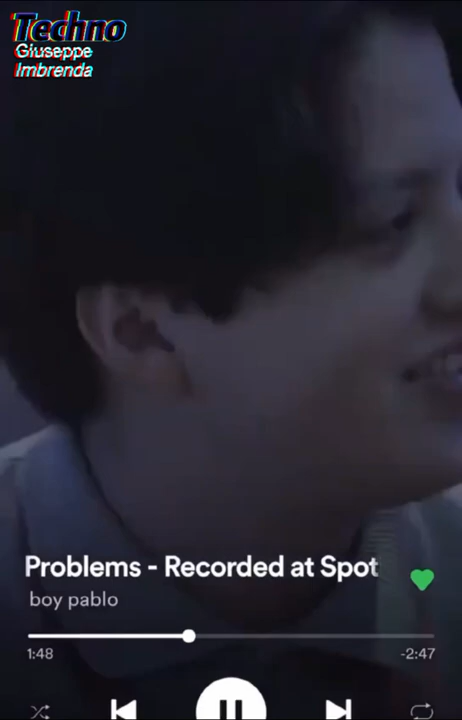 Techno
Giuseppe
Imbrenda
Problems - Recorded at Spot
boy pablo
1:48
-2:47